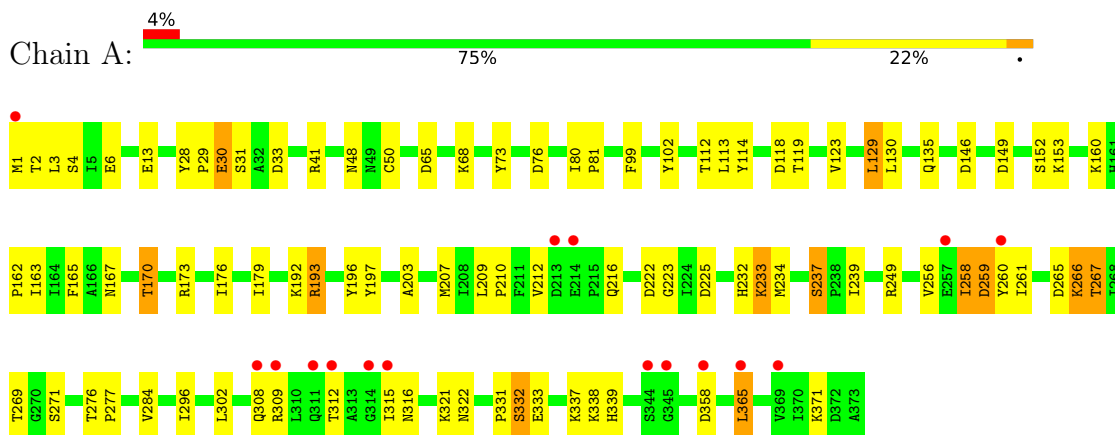 4%
Chain A:
75% 22% •
M1 T2 L3 S4 I5 E6 E13 Y28 P29 E30 S31 A32 D33 R41 N48 N49 C50 D65 K68 Y73 D76 I80 P81 F99 Y102 T112 L113 Y114 D118 T119 V123 L129 L130 Q135 D146 D149 S152 K153 K160 H161
P162 I163 I164 F165 A166 N167 T170 R173 I176 I179 K192 R193 Y196 Y197 A203 M207 I208 L209 P210 F211 V212 D213 E214 P215 Q216 D222 G223 I224 D225 H232 K233 M234 S237 P238 I239 R249 V256 E257 I258 D259 Y260 I261 D265 K266 T267 I268
T269 G270 S271 T276 P277 V284 I296 L302 Q308 R309 L310 Q311 T312 A313 G314 I315 N316 K321 N322 P331 S332 E333 K337 K338 H339 S344 G345 D358 L365 V369 I370 K371 D372 A373